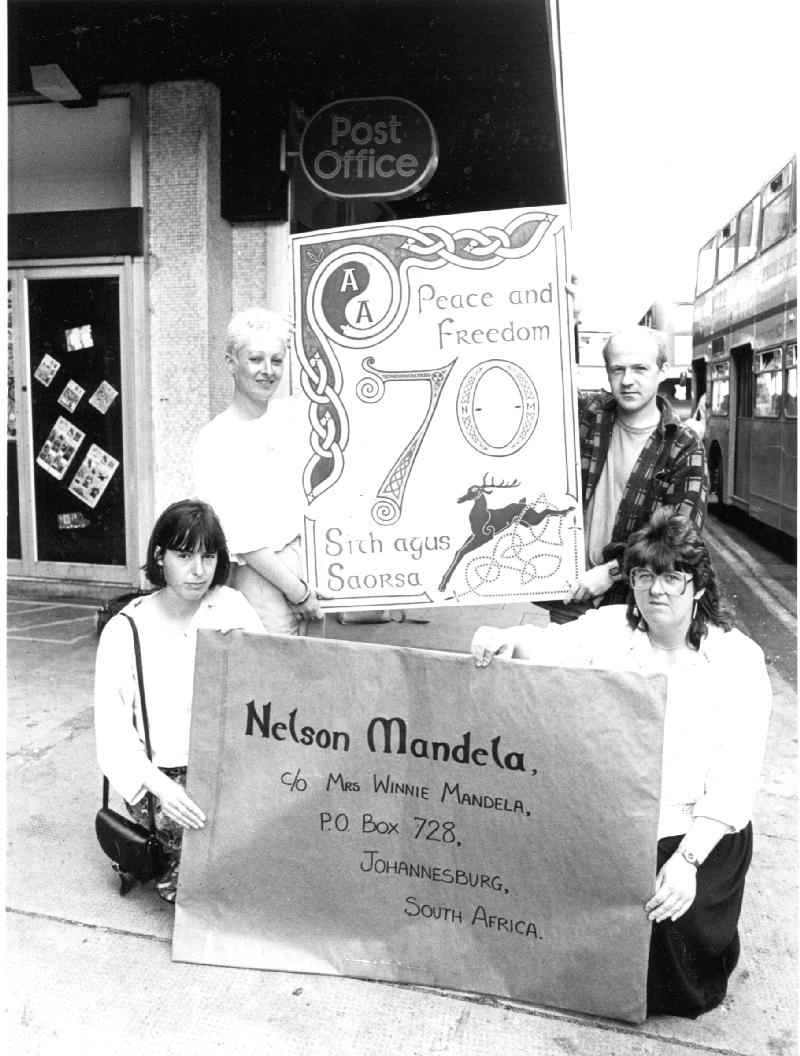 Post
Office
A
A
Peace and
Freedom
70
Sith agus
Saorsa
Nelson Mandela,
c/o Mrs Winnie Mandela,
P.O. Box 728,
Johannesburg,
South Africa.